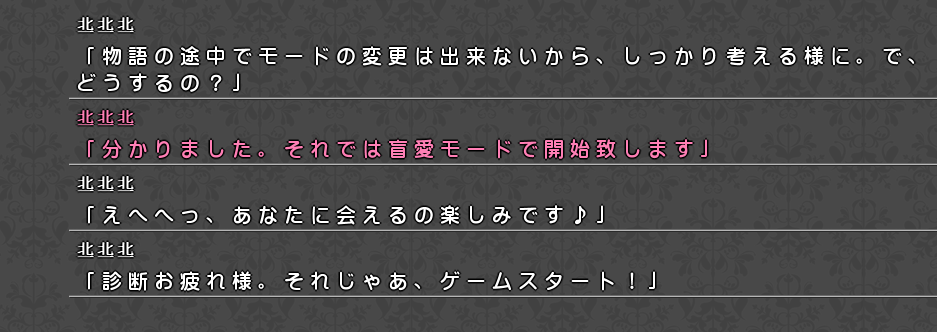 北北北
「物語の途中でモードの変更は出来ないから、しっかり考える様に。で、
どうするの？」
北北北
「分かりました。それでは盲愛モードで開始致します」
北北北
「えへへっ、あなたに会えるの楽しみです♪」
北北北
「診断お疲れ様。それじゃあ、ゲームスタート！」